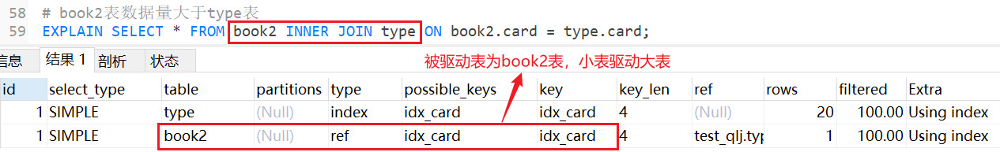 58 # book2表数据量大于type表
59 EXPLAIN SELECT * FROM book2 INNER JOIN type ON book2.card = type.card;
信息 结果 1 剖析 状态
被驱动表为book2表，小表驱动大表
id select_type table partitions type possible_keys key key_len ref rows filtered Extra
1 SIMPLE type (Null) index idx_card idx_card 4 (Null) 20 100.00 Using index
1 SIMPLE book2 (Null) ref idx_card idx_card 4 test_qlj.typ 1 100.00 Using index